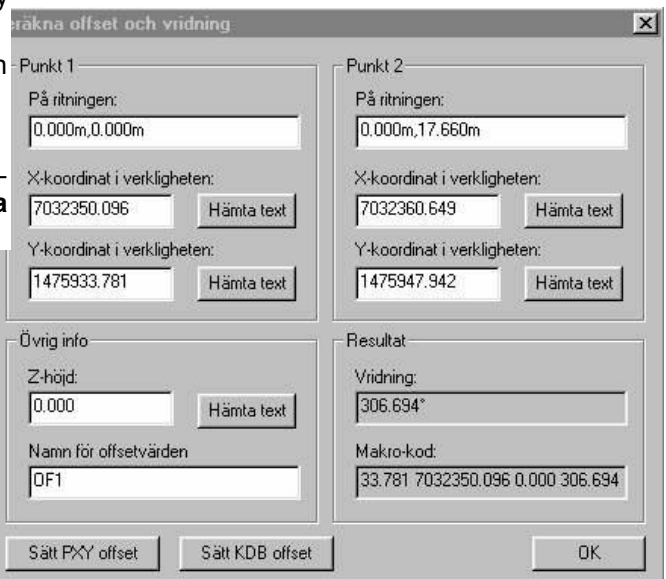 eräkna offset och vridning
Punkt 1
På ritningen:
0.000m,0.000m
X-koordinat i verkligheten:
7032350.096
Hämta text
Y-koordinat i verkligheten:
1475933.781
Hämta text
Punkt 2
På ritningen:
0.000m,17.660m
X-koordinat i verkligheten:
7032360.649
Hämta text
Y-koordinat i verkligheten:
1475947.942
Hämta text
Övrig info
Z-höjd:
0.000
Hämta text
Namn för offsetvärden
OF1
Resultat
Vridning:
306.694°
Makro-kod:
33.781 7032350.096 0.000 306.694
Sätt PXY offset
Sätt KDB offset
OK